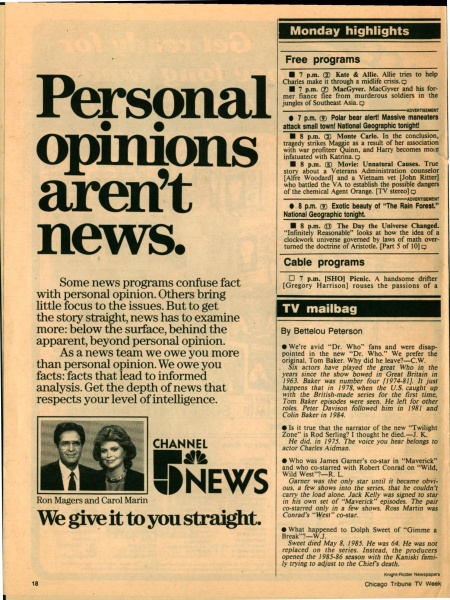 Personal
opinions
aren't
news.
Some news programs confuse fact
with personal opinion. Others bring
little focus to the issues. But to get
the story straight, news has to examine
more: below the surface, behind the
apparent, beyond personal opinion.
As a news team we owe you more
than personal opinion. We owe you
facts: facts that lead to informed
analysis. Get the depth of news that
respects your level of intelligence.
CHANNEL
5 NEWS
Ron Magers and Carol Marin
We give it to you straight.
18
Monday highlights
Free programs
■ 7 p.m. ② Kate & Allie. Allie tries to help
Charles make it through a midlife crisis. □
■ 7 p.m. ⑦ MacGyver. MacGyver and his for-
mer fiance flee from murderous soldiers in the
jungles of Southeast Asia. □
ADVERTISEMENT
● 7 p.m. ⑨ Polar bear alert! Massive maneaters
attack small town! National Geographic tonight!
■ 8 p.m. ② Monte Carlo. In the conclusion,
tragedy strikes Maggie as a result of her association
with war profiteer Quinn, and Harry becomes more
infatuated with Katrina. □
■ 8 p.m. ⑤ Movie: Unnatural Causes. True
story about a Veterans Administration counselor
[Alfre Woodard] and a Vietnam vet [John Ritter]
who battled the VA to establish the possible dangers
of the chemical Agent Orange. [TV stereo] □
ADVERTISEMENT
● 8 p.m. ⑨ Exotic beauty of "The Rain Forest."
National Geographic tonight.
■ 8 p.m. ⑪ The Day the Universe Changed.
"Infinitely Reasonable" looks at how the idea of a
clockwork universe governed by laws of math over-
turned the doctrine of Aristotle. [Part 5 of 10] □
Cable programs
□ 7 p.m. [SHO] Picnic. A handsome drifter
[Gregory Harrison] rouses the passions of a
TV mailbag
By Bettelou Peterson
● We're avid "Dr. Who" fans and were disap-
pointed in the new "Dr. Who." We prefer the
original, Tom Baker. Why did he leave?—C.W.
Six actors have played the great Who in the
years since the show bowed in Great Britain in
1963. Baker was number four [1974-81]. It just
happens that in 1978, when the U.S. caught up
with the British-made series for the first time,
Tom Baker episodes were seen. He left for other
roles. Peter Davison followed him in 1981 and
Colin Baker in 1984.
● Is it true that the narrator of the new "Twilight
Zone" is Rod Serling? I thought he died.—J. K.
He did, in 1975. The voice you hear belongs to
actor Charles Aidman.
● Who was James Garner's co-star in "Maverick"
and who co-starred with Robert Conrad on "Wild,
Wild West"?—R. L.
Garner was the only star until it became obvi-
ous, a few shows into the series, that he couldn't
carry the load alone. Jack Kelly was signed to star
in his own set of "Maverick" episodes. The pair
co-starred only in a few shows. Ross Martin was
Conrad's "West" co-star.
● What happened to Dolph Sweet of "Gimme a
Break"?—W.J.
Sweet died May 8, 1985. He was 64. He was not
replaced on the series. Instead, the producers
opened the 1985-86 season with the Kaniski fami-
ly trying to adjust to the Chief's death.
Knight-Ridder Newspapers
Chicago Tribune TV Week